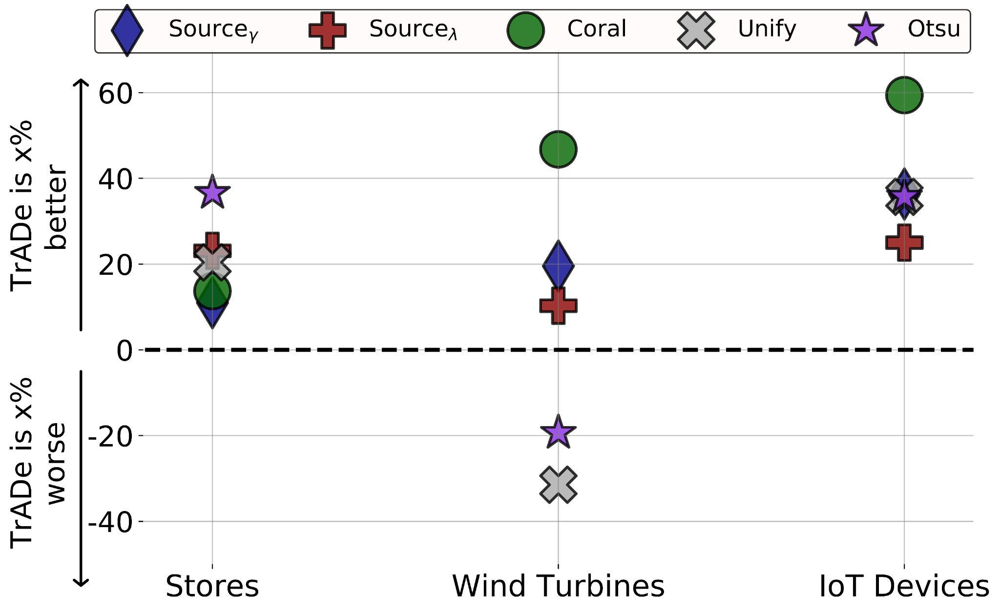 Sourceγ Sourceλ Coral Unify Otsu
TrADe is x%
better
TrADe is x%
worse
60
40
20
0
-20
-40
Stores Wind Turbines IoT Devices